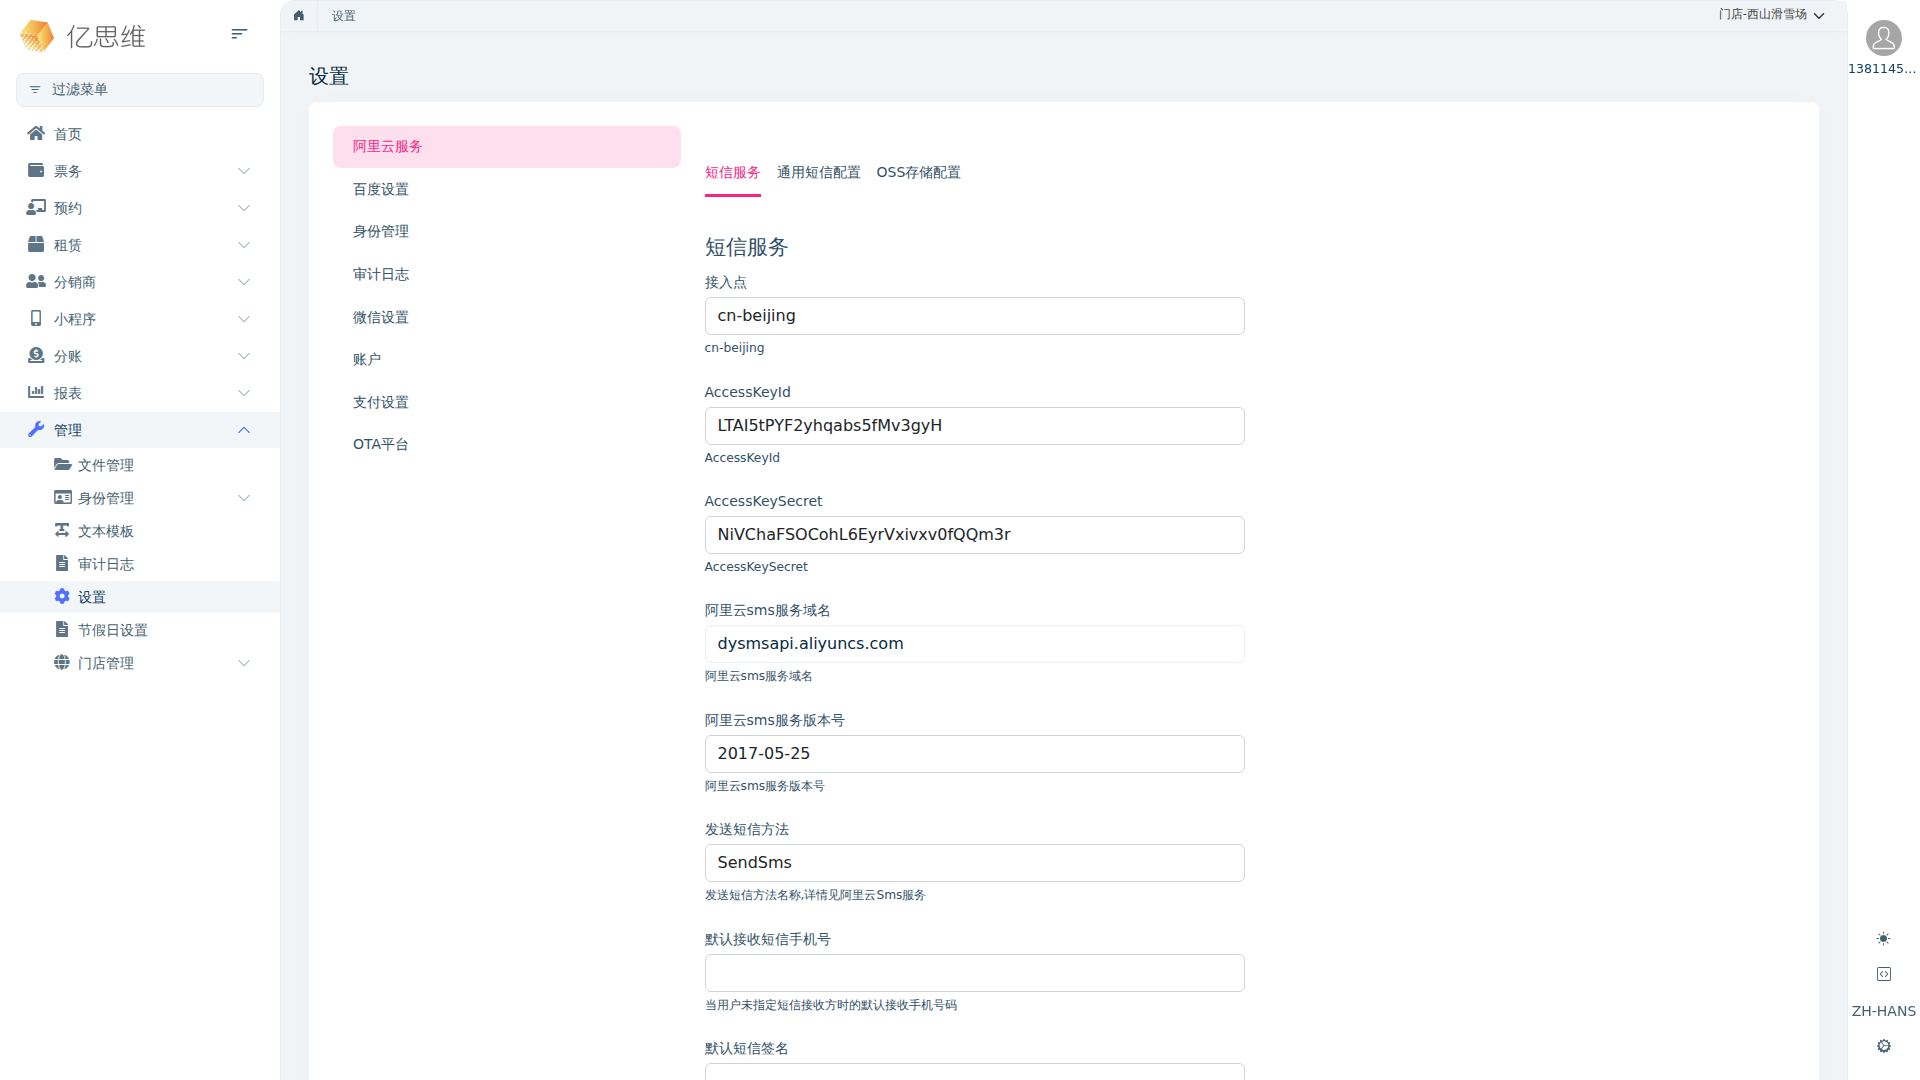 亿思维
过滤菜单
首页
票务
预约
租赁
分销商
小程序
分账
报表
管理
文件管理
身份管理
文本模板
审计日志
设置
节假日设置
门店管理
设置
门店-西山滑雪场
设置
阿里云服务
百度设置
身份管理
审计日志
微信设置
账户
支付设置
OTA平台
短信服务 通用短信配置 OSS存储配置
短信服务
接入点
cn-beijing
cn-beijing
AccessKeyId
LTAI5tPYF2yhqabs5fMv3gyH
AccessKeyId
AccessKeySecret
NiVChaFSOCohL6EyrVxivxv0fQQm3r
AccessKeySecret
阿里云sms服务域名
dysmsapi.aliyuncs.com
阿里云sms服务域名
阿里云sms服务版本号
2017-05-25
阿里云sms服务版本号
发送短信方法
SendSms
发送短信方法名称,详情见阿里云Sms服务
默认接收短信手机号
当用户未指定短信接收方时的默认接收手机号码
默认短信签名
1381145...
ZH-HANS